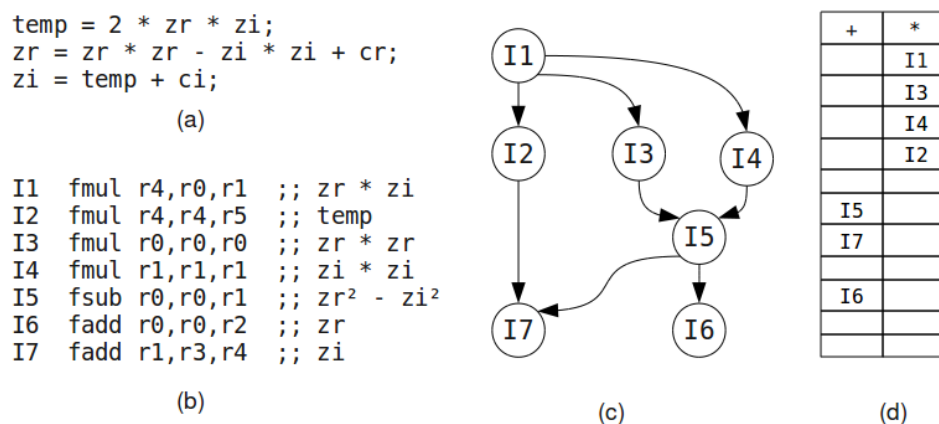 temp = 2 * zr * zi;
zr = zr * zr - zi * zi + cr;
zi = temp + ci;
(a)
I1 fmul r4,r0,r1 ;; zr * zi
I2 fmul r4,r4,r5 ;; temp
I3 fmul r0,r0,r0 ;; zr * zr
I4 fmul r1,r1,r1 ;; zi * zi
I5 fsub r0,r0,r1 ;; zr² - zi²
I6 fadd r0,r0,r2 ;; zr
I7 fadd r1,r3,r4 ;; zi
(b)
I1
I2 I3 I4
I5
I7 I6
(c)
+ *
I1
I3
I4
I2
I5
I7
I6
(d)